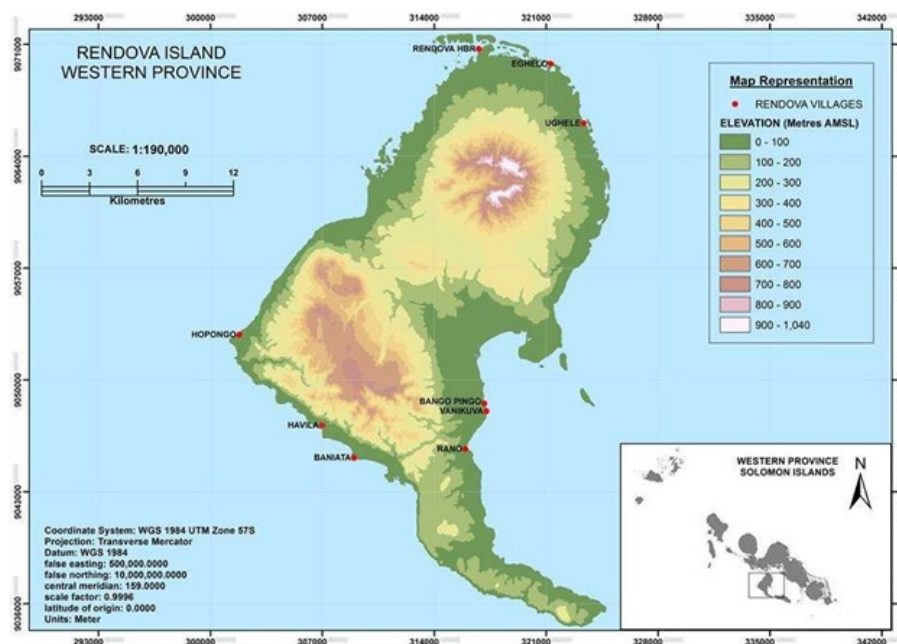 293000 300000 307000 314000 321000 328000 335000 342000
RENDOVA ISLAND
WESTERN PROVINCE
SCALE: 1:190,000
0 3 6 9 12
Kilometres
RENDOVA HBR
EGHELO
UGHELE
HOPONGO
BANGO PINGO
VANIKUVA
HAVILA
RANO
BANIATA
Map Representation
RENDOVA VILLAGES
ELEVATION (Metres AMSL)
0 - 100
100 - 200
200 - 300
300 - 400
400 - 500
500 - 600
600 - 700
700 - 800
800 - 900
900 - 1,040
9071000
9064000
9057000
9050000
9043000
9036000
Coordinate System: WGS 1984 UTM Zone 57S
Projection: Transverse Mercator
Datum: WGS 1984
false easting: 500,000.0000
false northing: 10,000,000.0000
central meridian: 159.0000
scale factor: 0.9996
latitude of origin: 0.0000
Units: Meter
WESTERN PROVINCE
SOLOMON ISLANDS
N
9071000
9064000
9057000
9050000
9043000
9036000
293000 300000 307000 314000 321000 328000 335000 342000